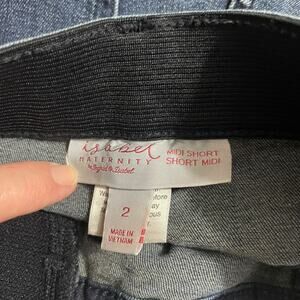 Isabel
MATERNITY
by Ingrid & Isabel
MIDI SHORT
SHORT MIDI
2
MADE IN
VIETNAM